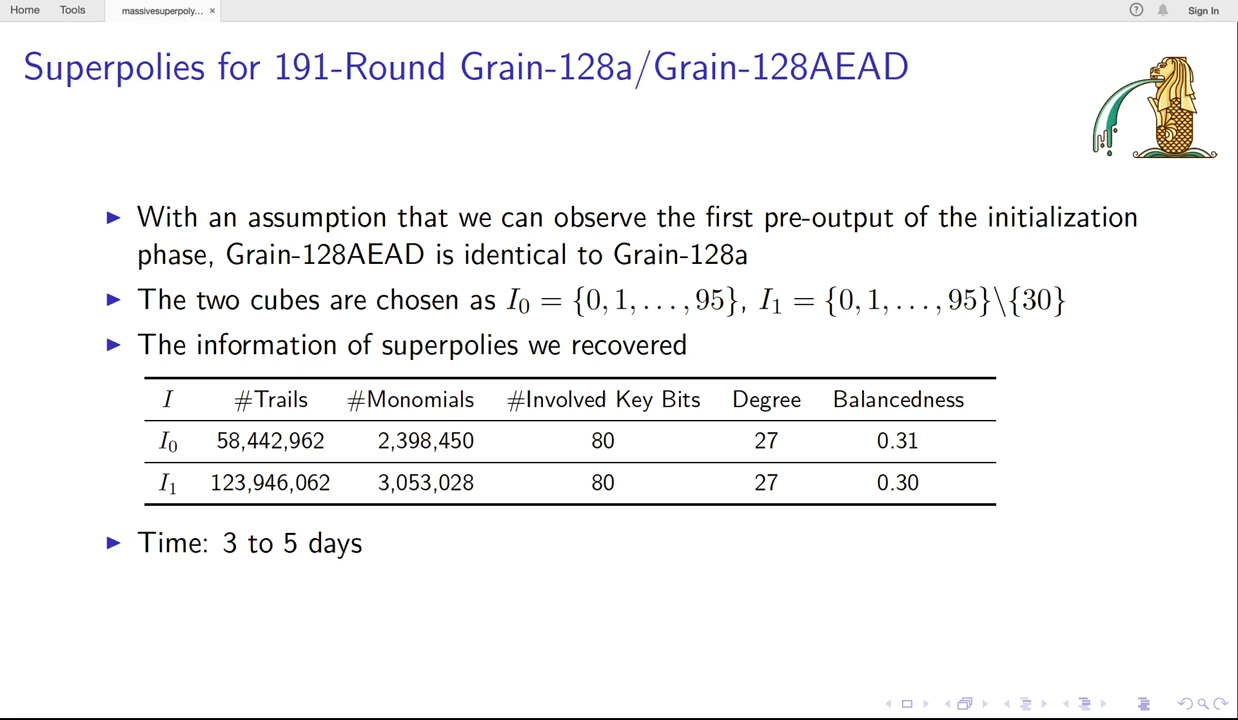 Home Tools massivesuperpoly... × ? Sign In
Superpolies for 191-Round Grain-128a/Grain-128AEAD
▶ With an assumption that we can observe the first pre-output of the initialization
phase, Grain-128AEAD is identical to Grain-128a
▶ The two cubes are chosen as I₀ = {0, 1, . . . , 95}, I₁ = {0, 1, . . . , 95}\{30}
▶ The information of superpolies we recovered
I #Trails #Monomials #Involved Key Bits Degree Balancedness
I₀ 58,442,962 2,398,450 80 27 0.31
I₁ 123,946,062 3,053,028 80 27 0.30
▶ Time: 3 to 5 days